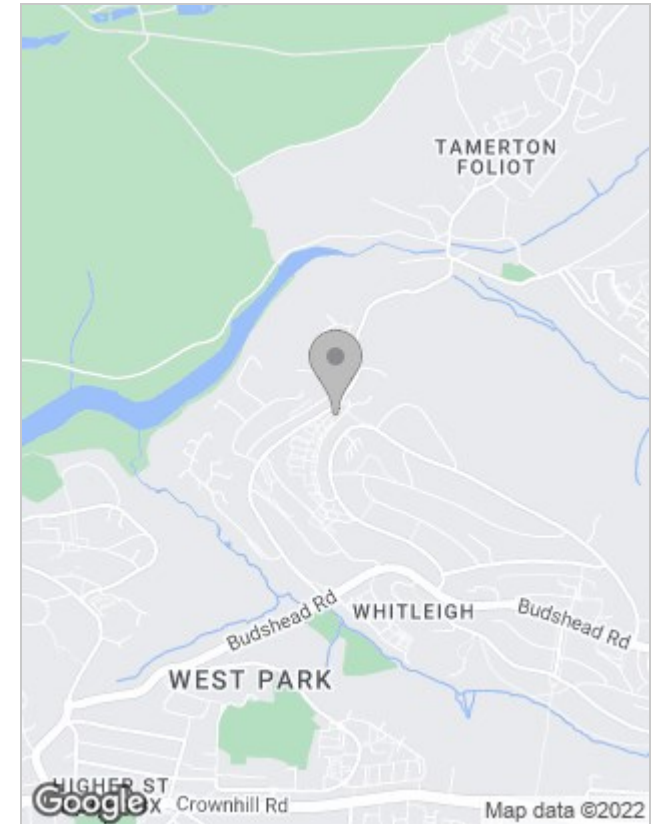 TAMERTON
FOLIOT
Budshead Rd
WHITLEIGH
Budshead Rd
WEST PARK
HIGHER ST
Google
Crownhill Rd
Map data ©2022